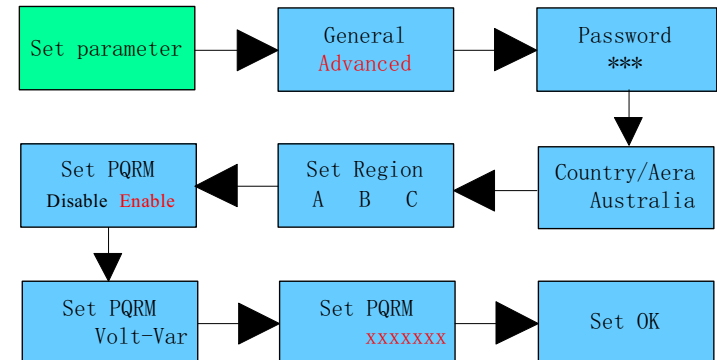 Set parameter
General
Advanced
Password
***
Country/Aera
Australia
Set Region
A B C
Set PQRM
Disable Enable
Set PQRM
Volt-Var
Set PQRM
xxxxxxx
Set OK